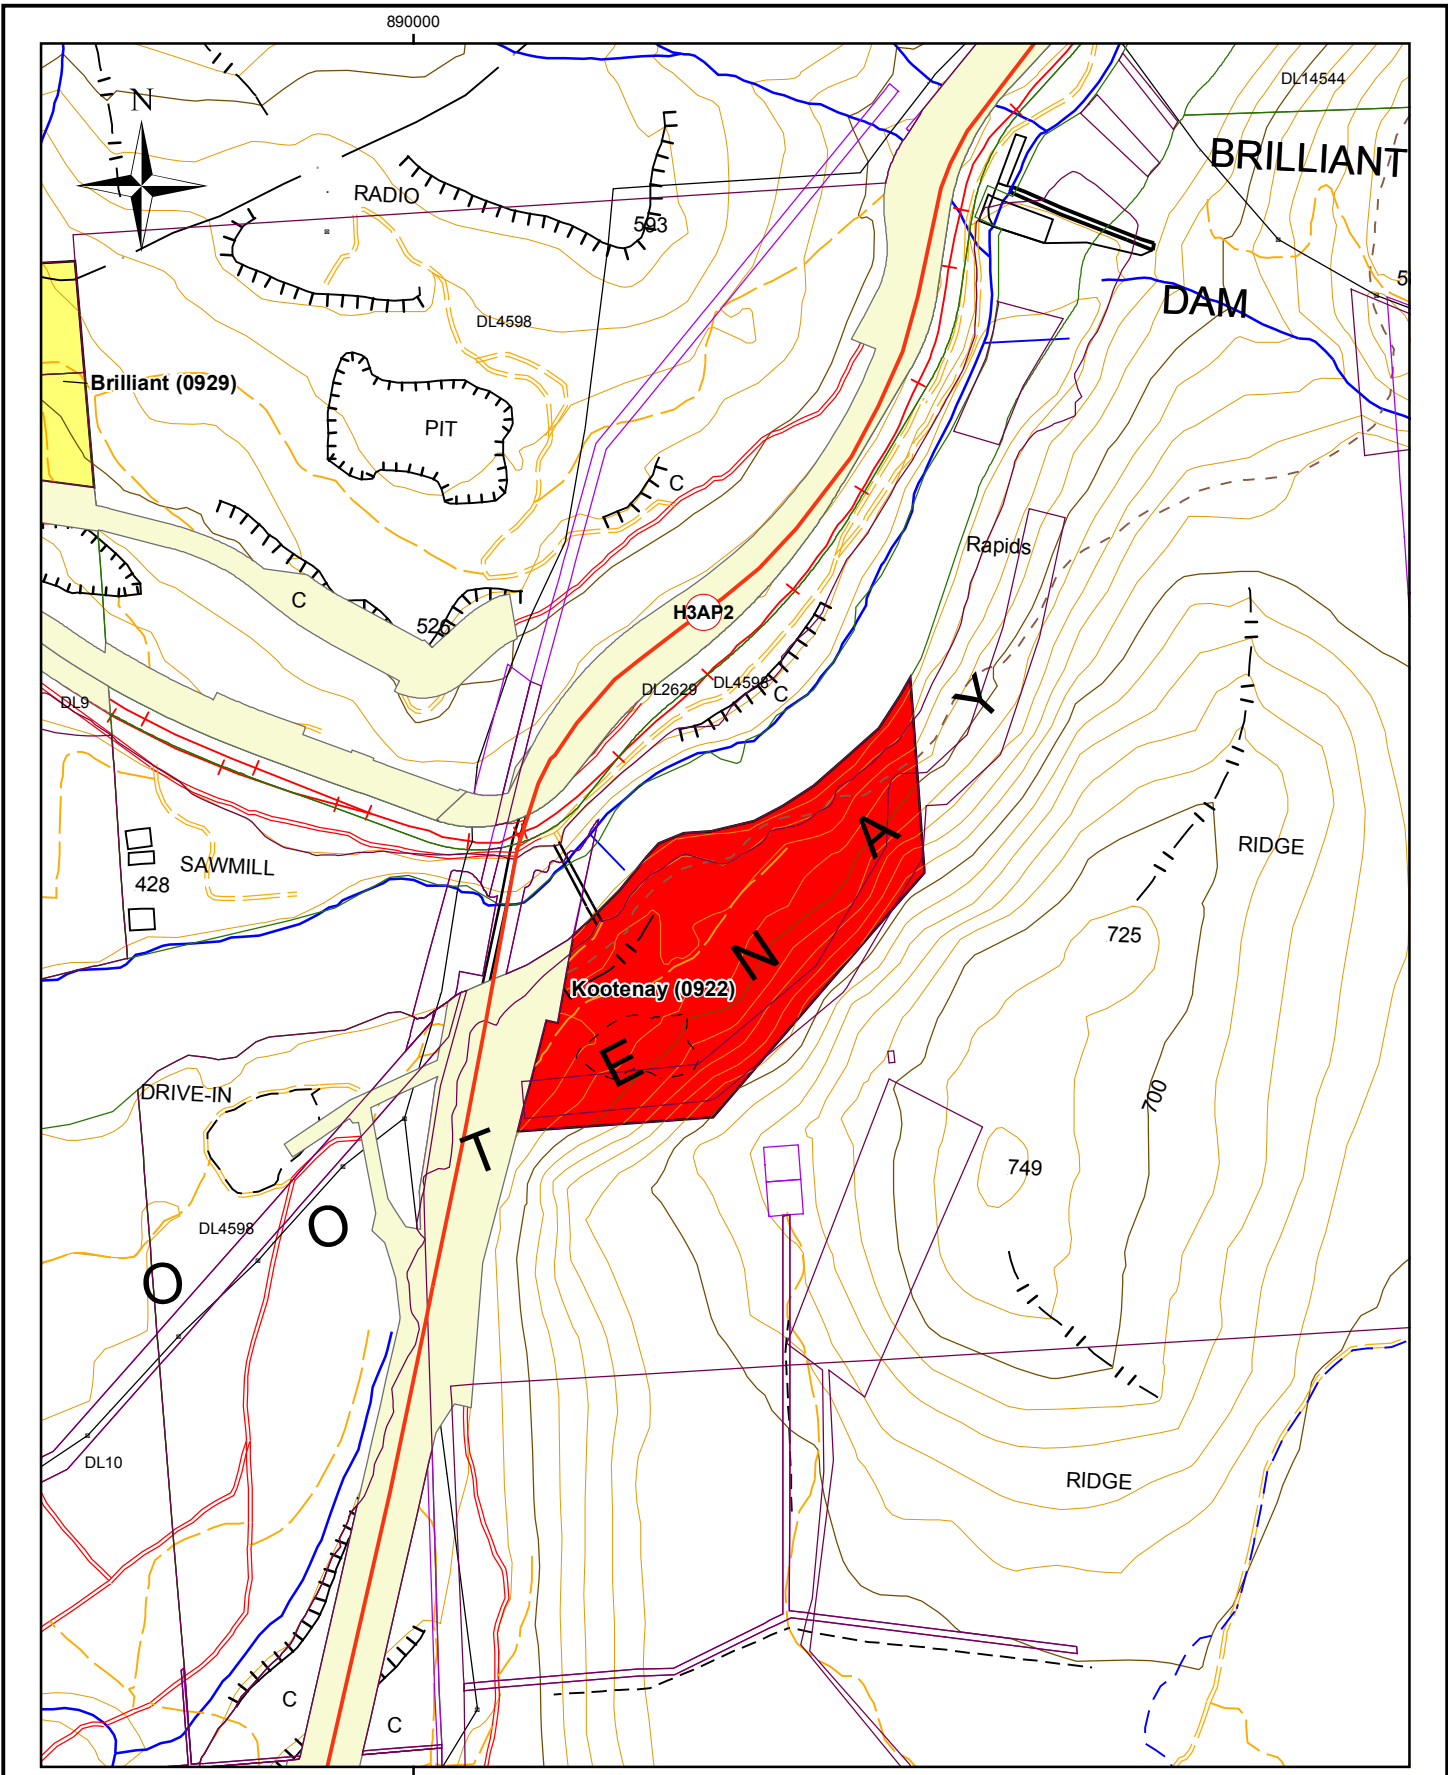 890000
DL14544
N
BRILLIANT
RADIO
593
5
DAM
DL4598
Brilliant (0929)
PIT
C
Rapids
C
H3AP2
526
DL2629
DL4598
C
Y
DL9
A
RIDGE
SAWMILL
428
725
N
Kootenay (0922)
E
DRIVE-IN
700
T
749
DL4598
O
O
DL10
RIDGE
C
C